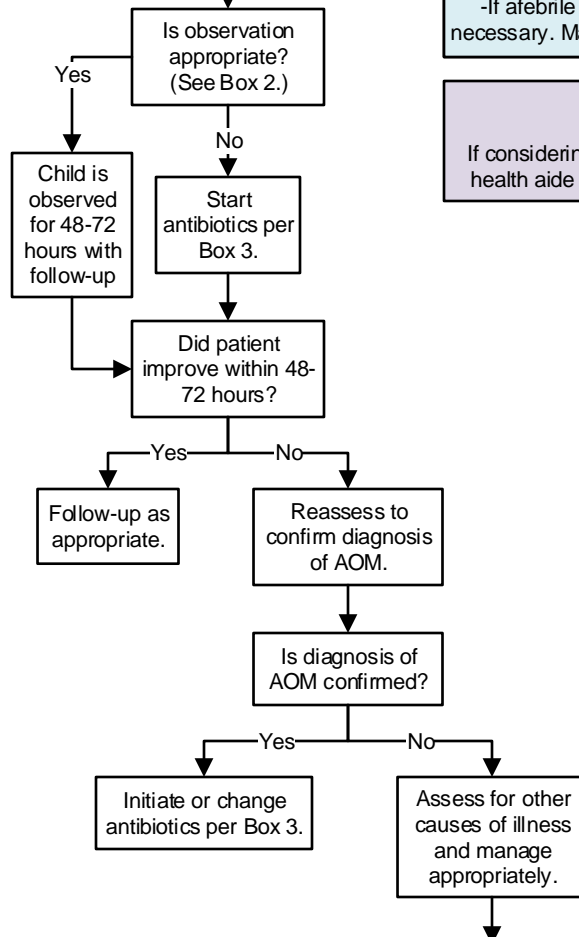 Is observation
appropriate?
(See Box 2.)
Yes
No
Child is
observed
for 48-72
hours with
follow-up
Start
antibiotics per
Box 3.
Did patient
improve within 48-
72 hours?
Yes
No
Follow-up as
appropriate.
Reassess to
confirm diagnosis
of AOM.
Is diagnosis of
AOM confirmed?
Yes
No
Initiate or change
antibiotics per Box 3.
Assess for other
causes of illness
and manage
appropriately.
-If afebrile
necessary.
If
health aide